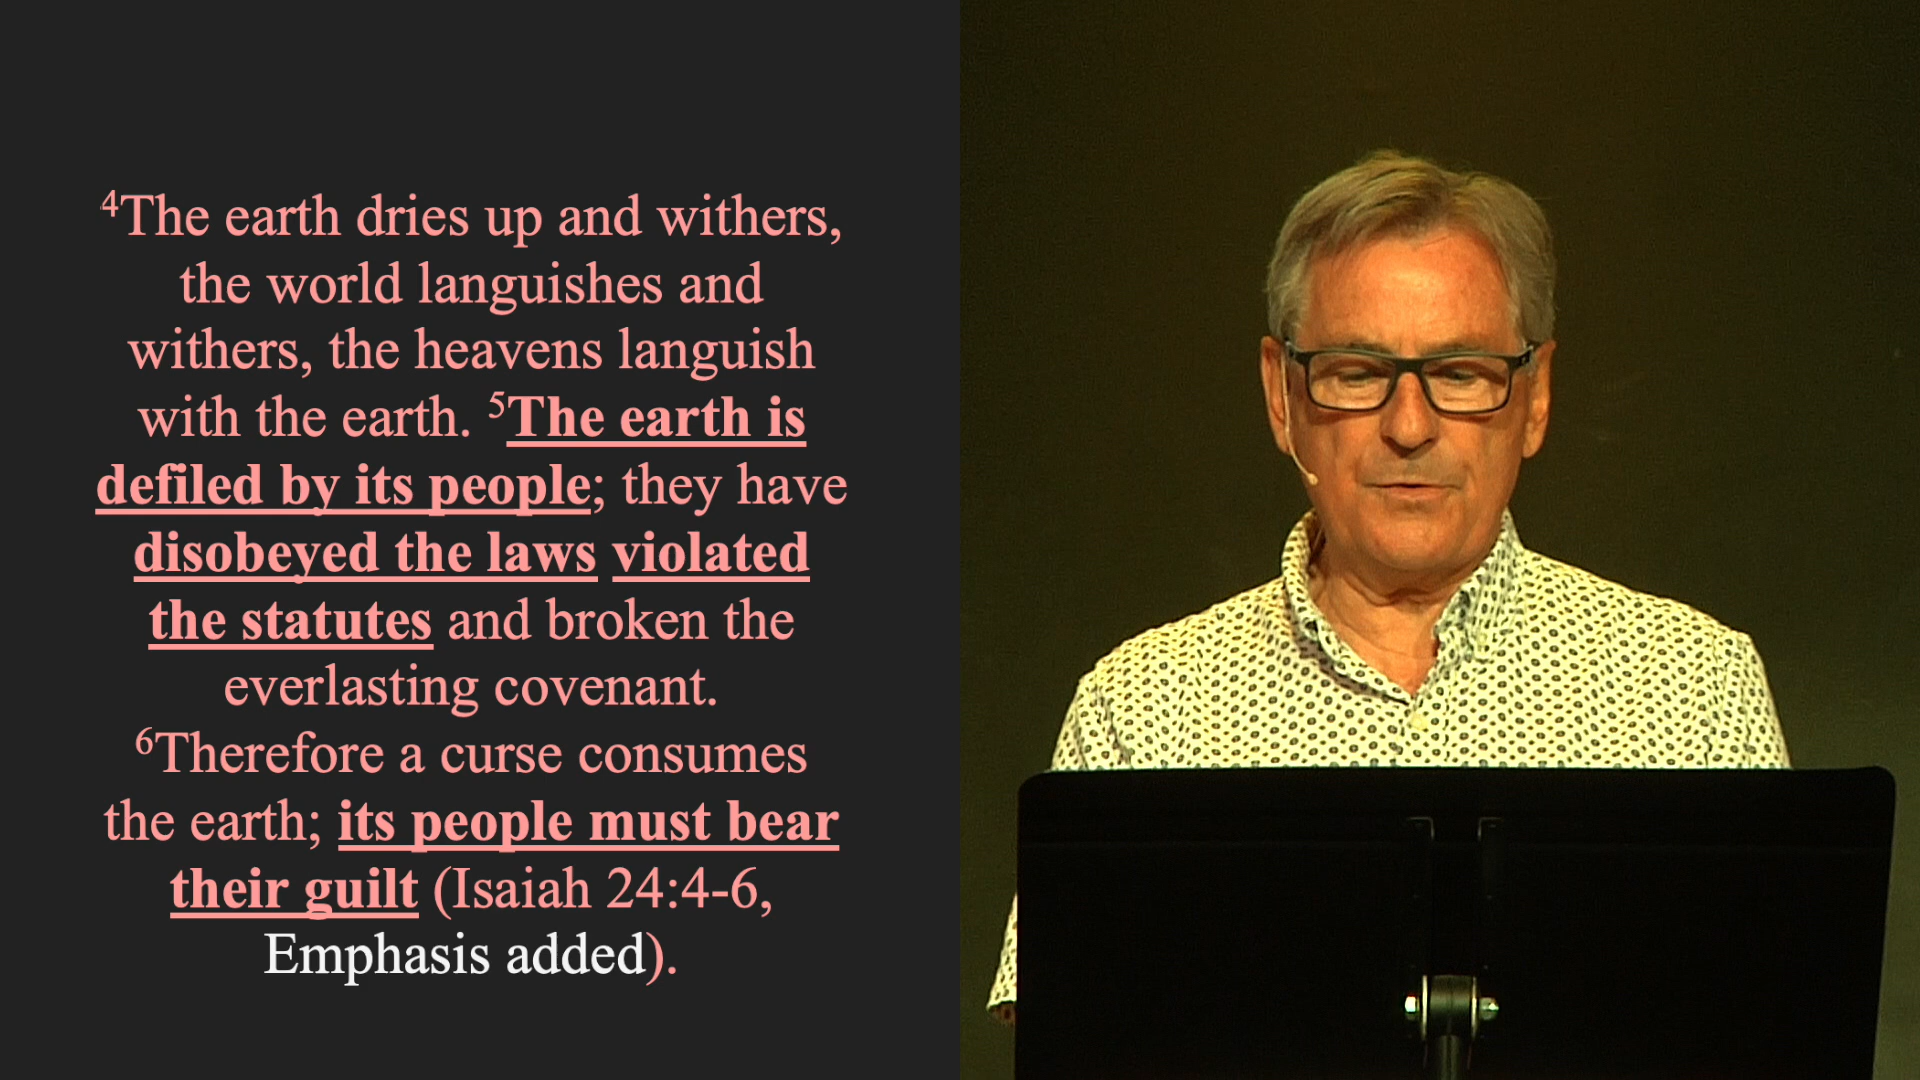 ⁴The earth dries up and withers,
the world languishes and
withers, the heavens languish
with the earth. ⁵The earth is
defiled by its people; they have
disobeyed the laws violated
the statutes and broken the
everlasting covenant.
⁶Therefore a curse consumes
the earth; its people must bear
their guilt (Isaiah 24:4-6,
Emphasis added).